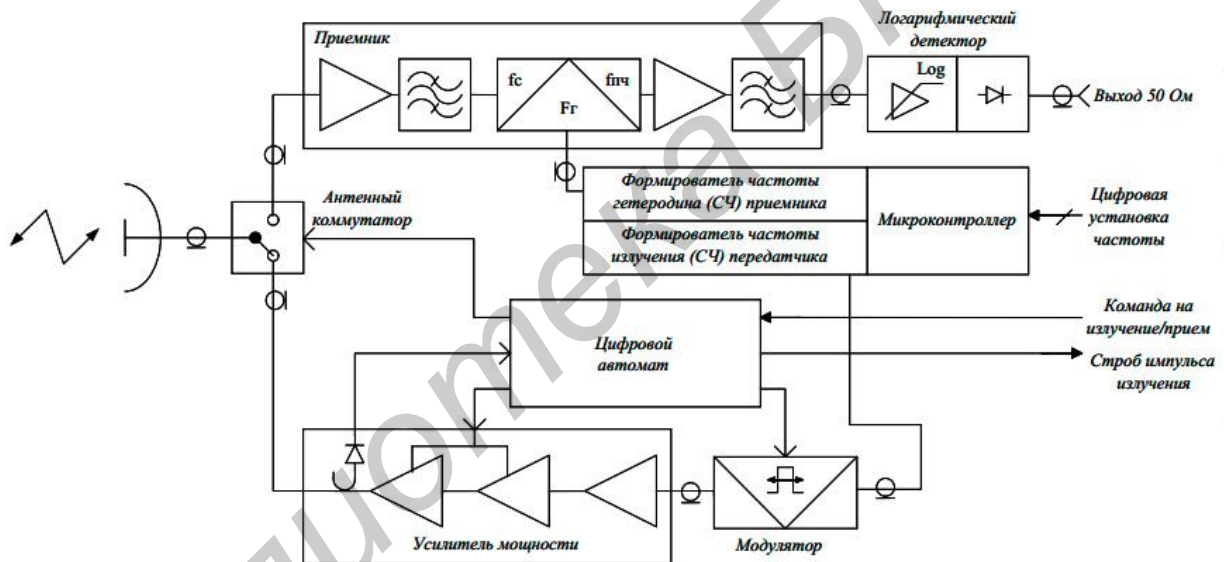 Приемник
Логарифмический
детектор
fс
fпч
Fг
Log
Выход 50 Ом
Антенный
коммутатор
Формирователь частоты
гетеродина (СЧ) приемника
Формирователь частоты
излучения (СЧ) передатчика
Микроконтроллер
Цифровая
установка
частоты
Цифровой
автомат
Команда на
излучение/прием
Строб импульса
излучения
Усилитель мощности
Модулятор